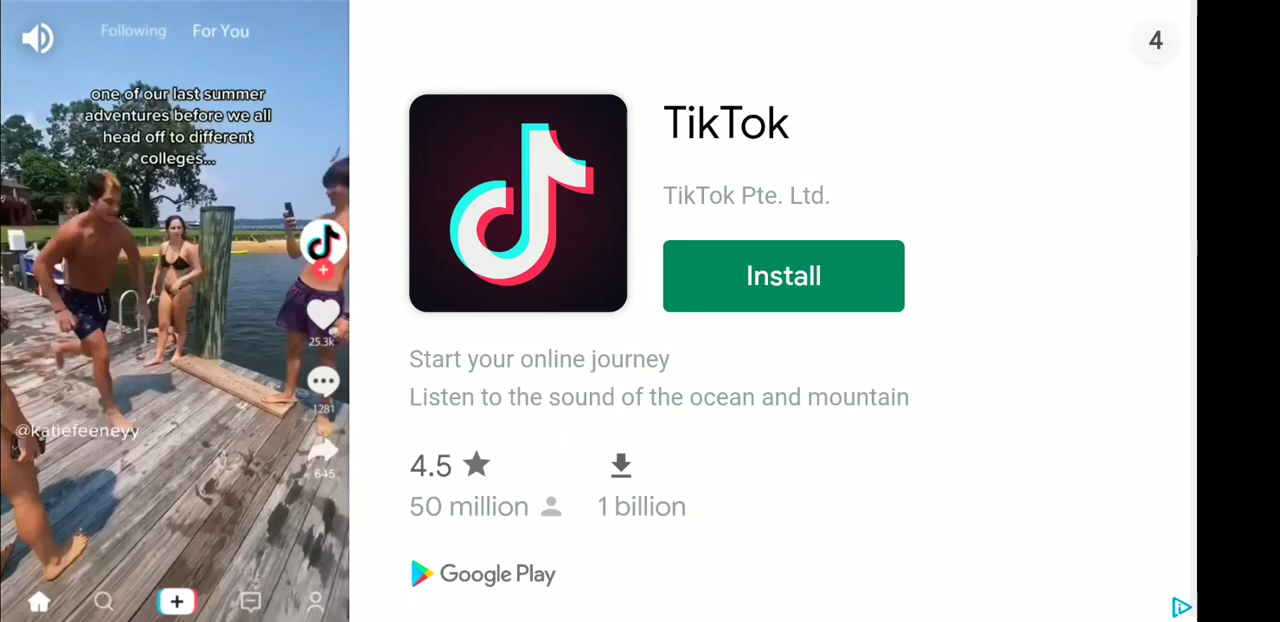 Following For You
one of our last summer
adventures before we all
head off to different
colleges...
25.3k
1281
@katiefeeneyy
645
4
TikTok
TikTok Pte. Ltd.
Install
Start your online journey
Listen to the sound of the ocean and mountain
4.5
50 million 1 billion
Google Play